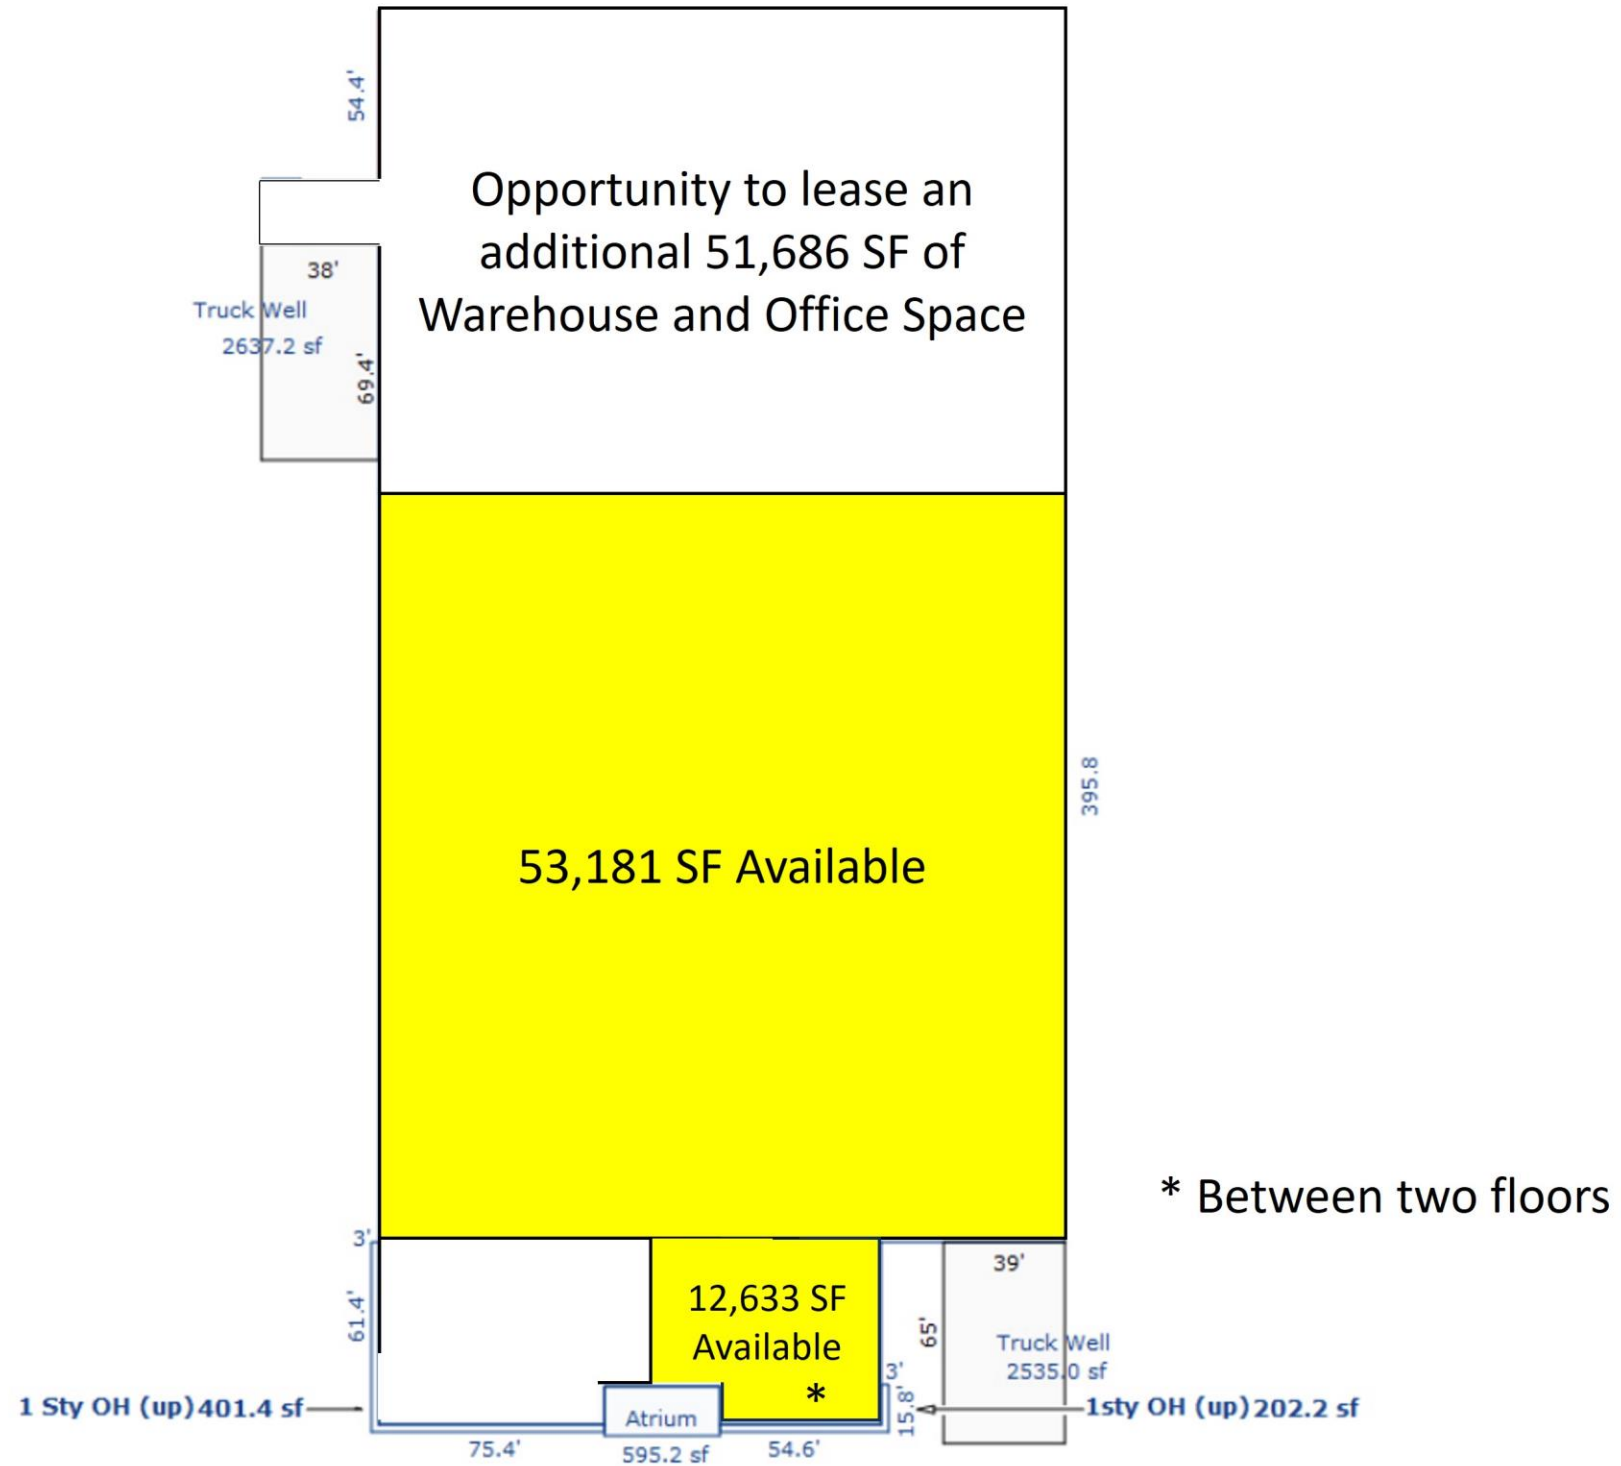 54.4'
Opportunity to lease an
additional 51,686 SF of
Warehouse and Office Space
38'
Truck Well
2637.2 sf
69.4'
395.8
53,181 SF Available
* Between two floors
3'
61.4'
12,633 SF
Available
*
39'
65'
Truck Well
2535.0 sf
3'
15.8'
1 Sty OH (up) 401.4 sf
Atrium
595.2 sf
75.4'
54.6'
1sty OH (up) 202.2 sf